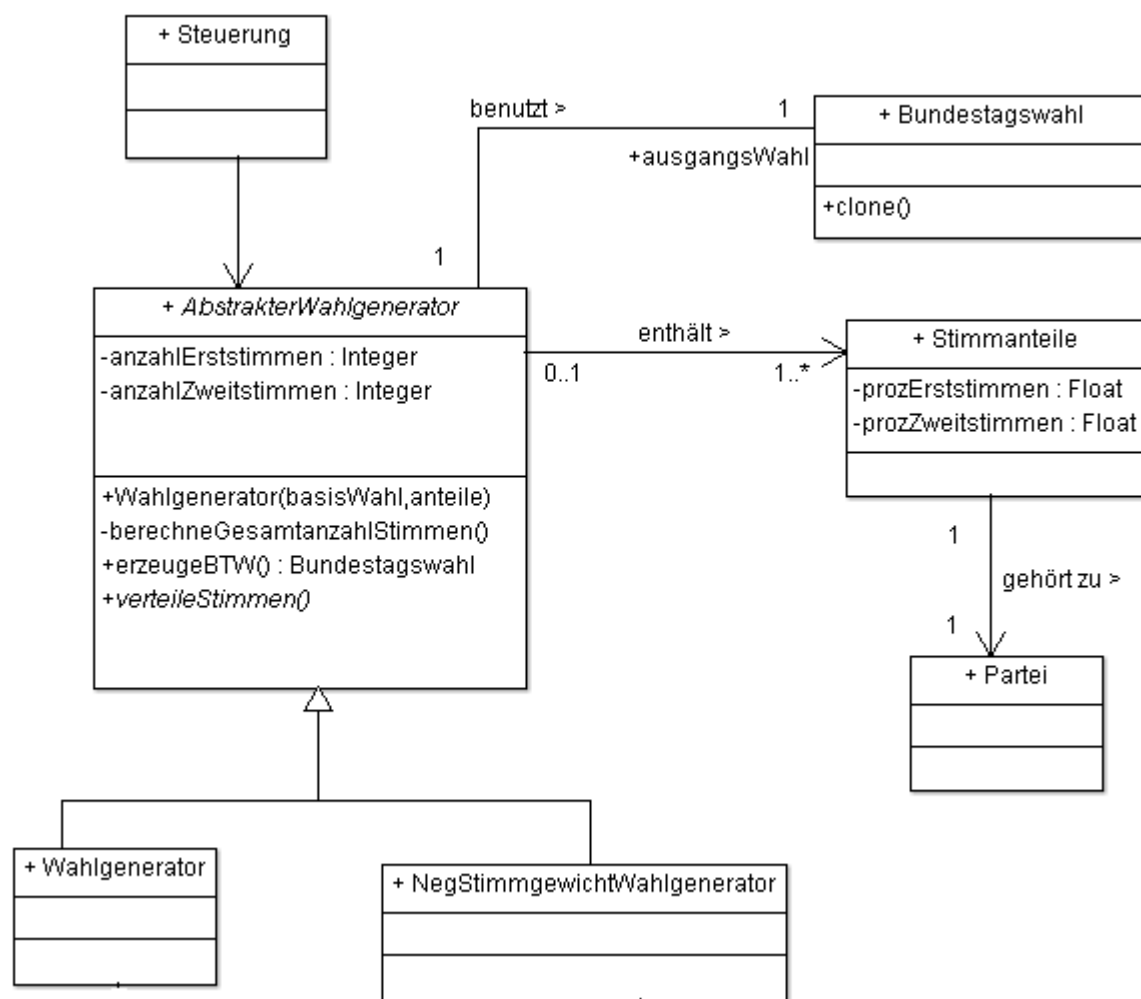 + Steuerung
benutzt >
1
+ausgangsWahl
+ Bundestagswahl
+clone()
1
+ AbstrakterWahlgenerator
-anzahlErststimmen : Integer
-anzahlZweitstimmen : Integer
+Wahlgenerator(basisWahl,anteile)
-berechneGesamtanzahlStimmen()
+erzeugeBTW() : Bundestagswahl
+verteileStimmen()
enthält >
0..1
1..*
+ Stimmanteile
-prozErststimmen : Float
-prozZweitstimmen : Float
1
gehört zu >
1
+ Partei
+ Wahlgenerator
+ NegStimmgewichtWahlgenerator